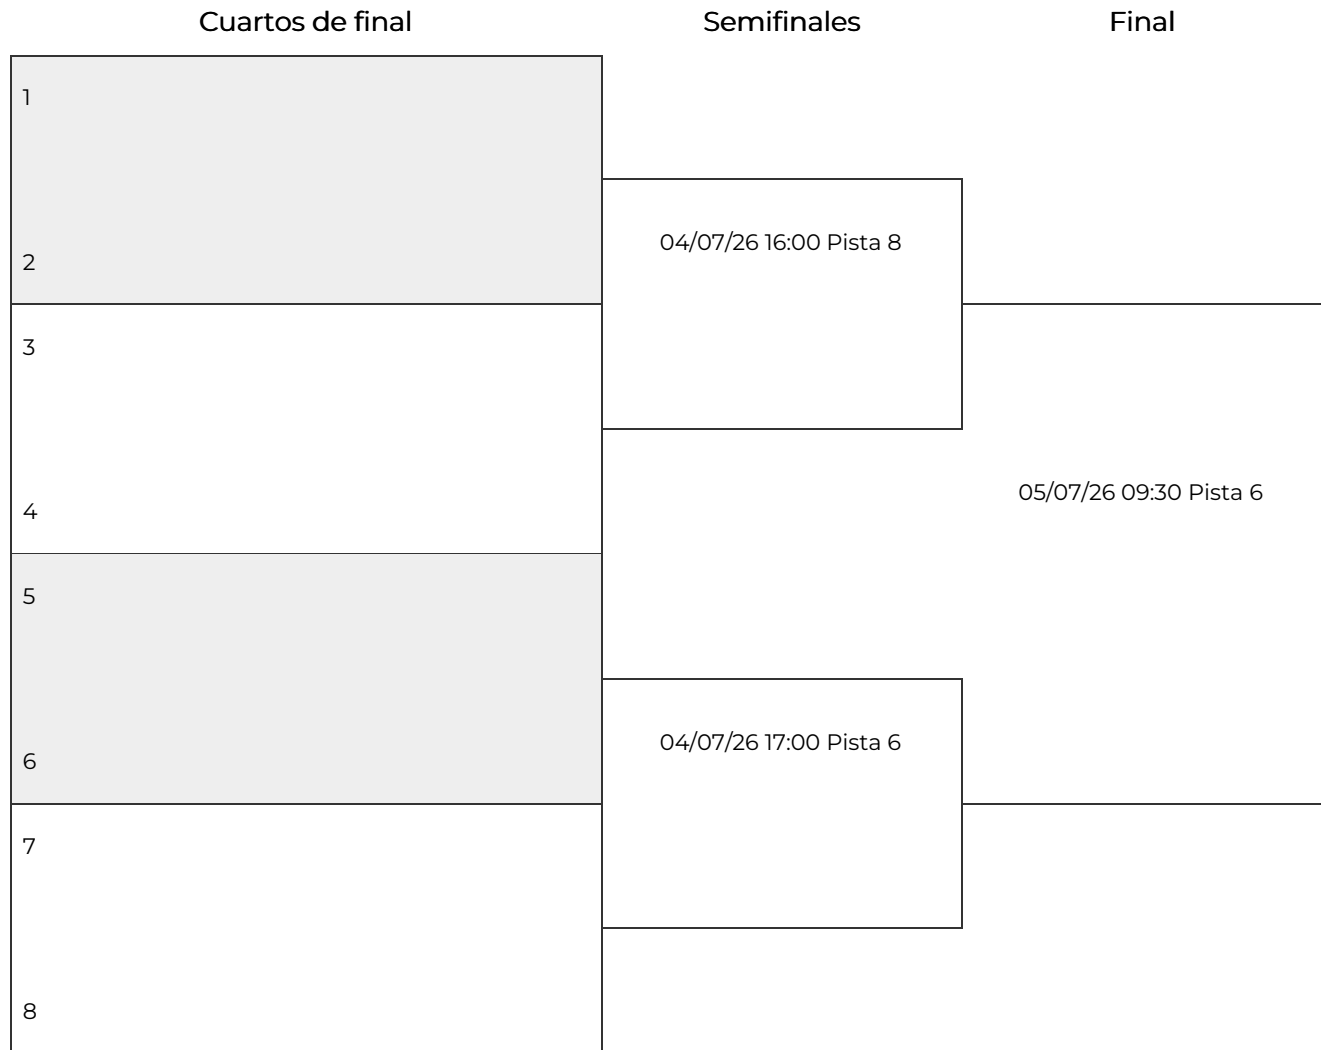 Cuartos de final
Semifinales
Final
1
2
3
4
5
6
7
8
04/07/26 16:00 Pista 8
04/07/26 17:00 Pista 6
05/07/26 09:30 Pista 6